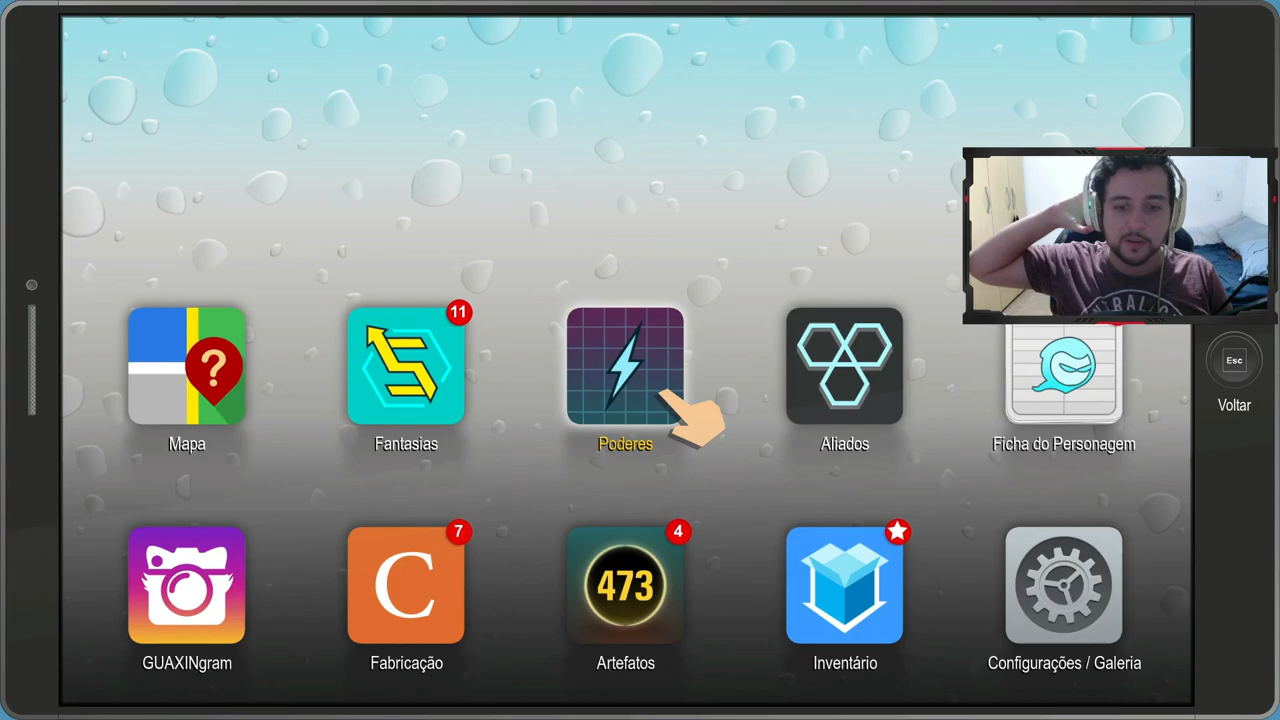 11
?
Mapa
Fantasias
Poderes
Aliados
Ficha do Personagem
Esc
Voltar
7
4
C
473
GUAXINgram
Fabricação
Artefatos
Inventário
Configurações / Galeria